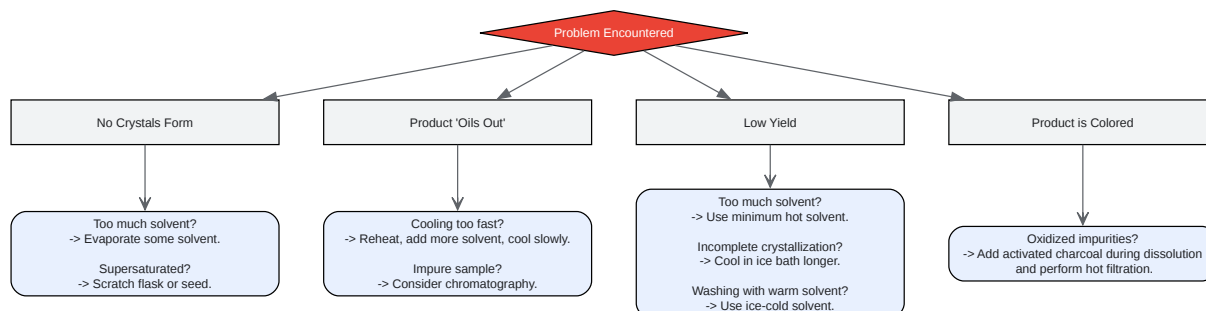 Problem Encountered
No Crystals Form
Product 'Oils Out'
Low Yield
Product is Colored
Too much solvent?
-> Evaporate some solvent.
Supersaturated?
-> Scratch flask or seed.
Cooling too fast?
-> Reheat, add more solvent, cool slowly.
Impure sample?
-> Consider chromatography.
Too much solvent?
-> Use minimum hot solvent.
Incomplete crystallization?
-> Cool in ice bath longer.
Washing with warm solvent?
-> Use ice-cold solvent.
Oxidized impurities?
-> Add activated charcoal during dissolution
and perform hot filtration.